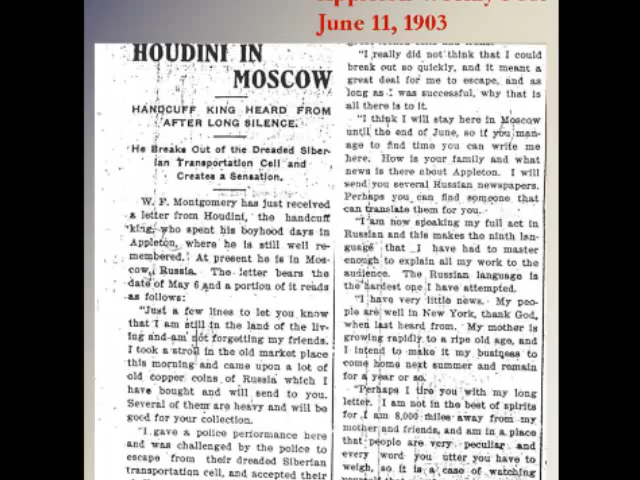 June 11, 1903
HOUDINI IN
MOSCOW
HANDCUFF KING HEARD FROM
AFTER LONG SILENCE.
He Breaks Out of the Dreaded Siber-
ian Transportation Cell and
Creates a Sensation.
W. F. Montgomery has just received
a letter from Houdini, the handcuff
king, who spent his boyhood days in
Appleton, where he is still well re-
membered. At present he is in Mos-
cow, Russia. The letter bears the
date of May 6 and a portion of it reads
as follows:
"Just a few lines to let you know
that I am still in the land of the liv-
ing and am not forgetting my friends.
I took a stroll in the old market place
this morning and came upon a lot of
old copper coins of Russia which I
have bought and will send to you.
Several of them are heavy and will be
good for your collection.
"I gave a police performance here
and was challenged by the police to
escape from their dreaded Siberian
transportation cell, and accepted their
"I really did not think that I could
break out so quickly, and it meant a
great deal for me to escape, and as
long as I was successful, why that is
all there is to it.
"I think I will stay here in Moscow
until the end of June, so if you man-
age to find time you can write me
here. How is your family and what
news is there about Appleton. I will
send you several Russian newspapers.
Perhaps you can find someone that
can translate them for you.
"I am now speaking my full act in
Russian and this makes the ninth lan-
guage that I have had to master
enough to explain all my work to the
audience. The Russian language is
the hardest one I have attempted.
"I have very little news. My peo-
ple are well in New York, thank God,
when last heard from. My mother is
growing rapidly to a ripe old age, and
I intend to make it my business to
come home next summer and remain
for a year or so.
"Perhaps I tire you with my long
letter. I am not in the best of spirits
for I am 8,000 miles away from my
mother and friends, and am in a place
that people are very peculiar and
every word you utter you have to
weigh, so it is a case of watching